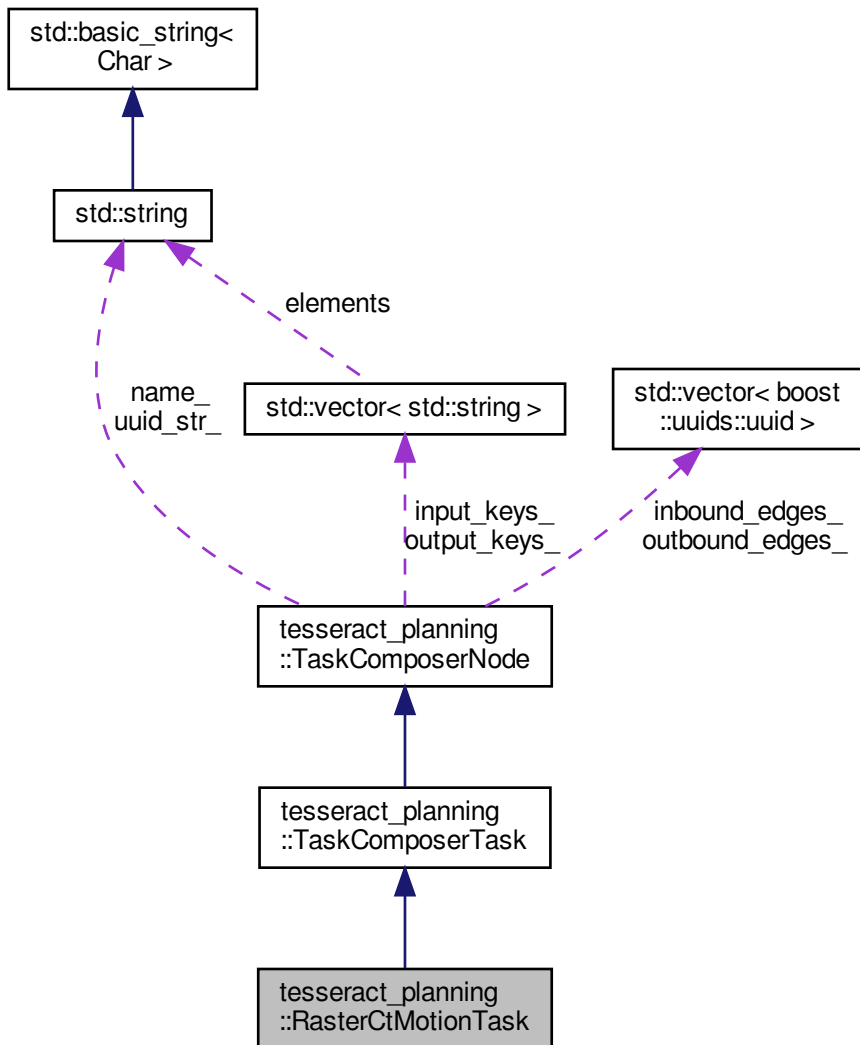 std::basic_string<
Char >
std::string
elements
name_
uuid_str_
std::vector< std::string >
std::vector< boost
::uuids::uuid >
input_keys_
output_keys_
inbound_edges_
outbound_edges_
tesseract_planning
::TaskComposerNode
tesseract_planning
::TaskComposerTask
tesseract_planning
::RasterCtMotionTask